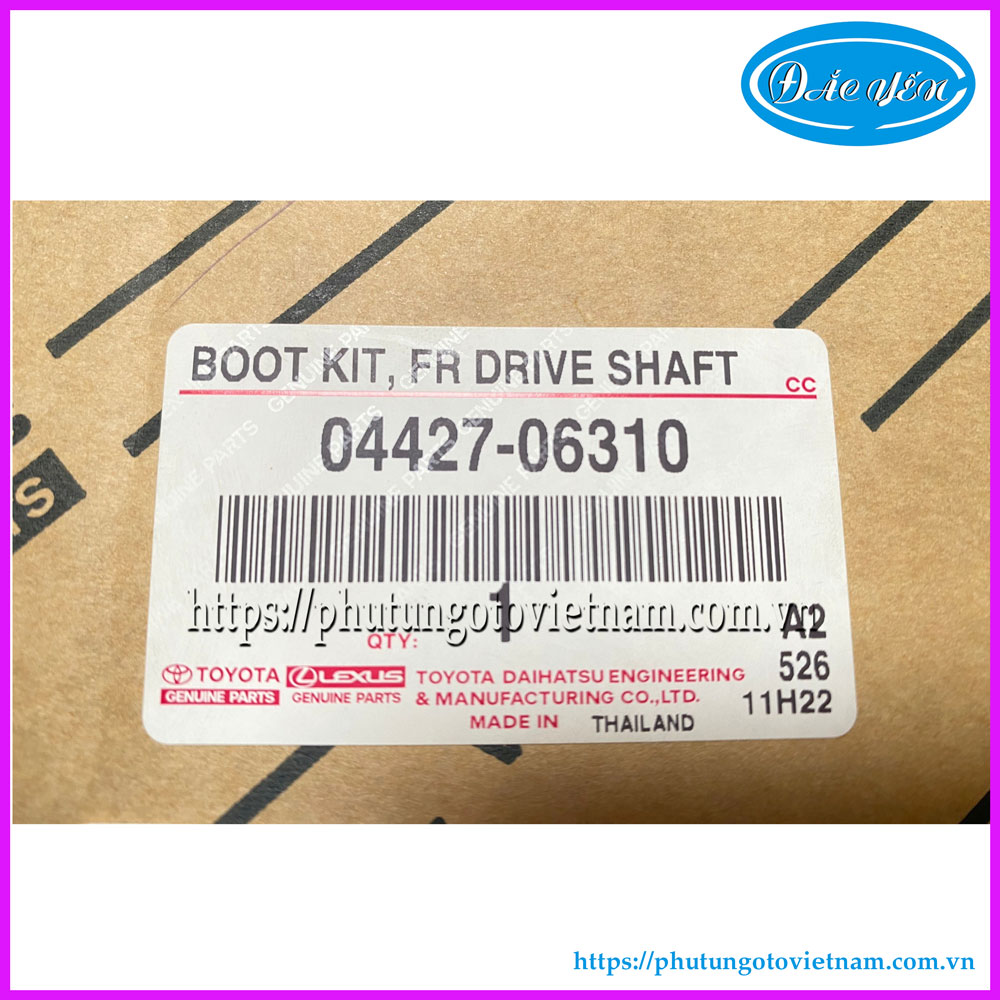 ĐẮC YẾN
BOOT KIT, FR DRIVE SHAFT
CC
04427-06310
https://phutungotovietnam.com.vn
QTY: 1
A2
526
11H22
TOYOTA
GENUINE PARTS
LEXUS
GENUINE PARTS
TOYOTA DAIHATSU ENGINEERING
& MANUFACTURING CO.,LTD.
MADE IN THAILAND
https://phutungotovietnam.com.vn